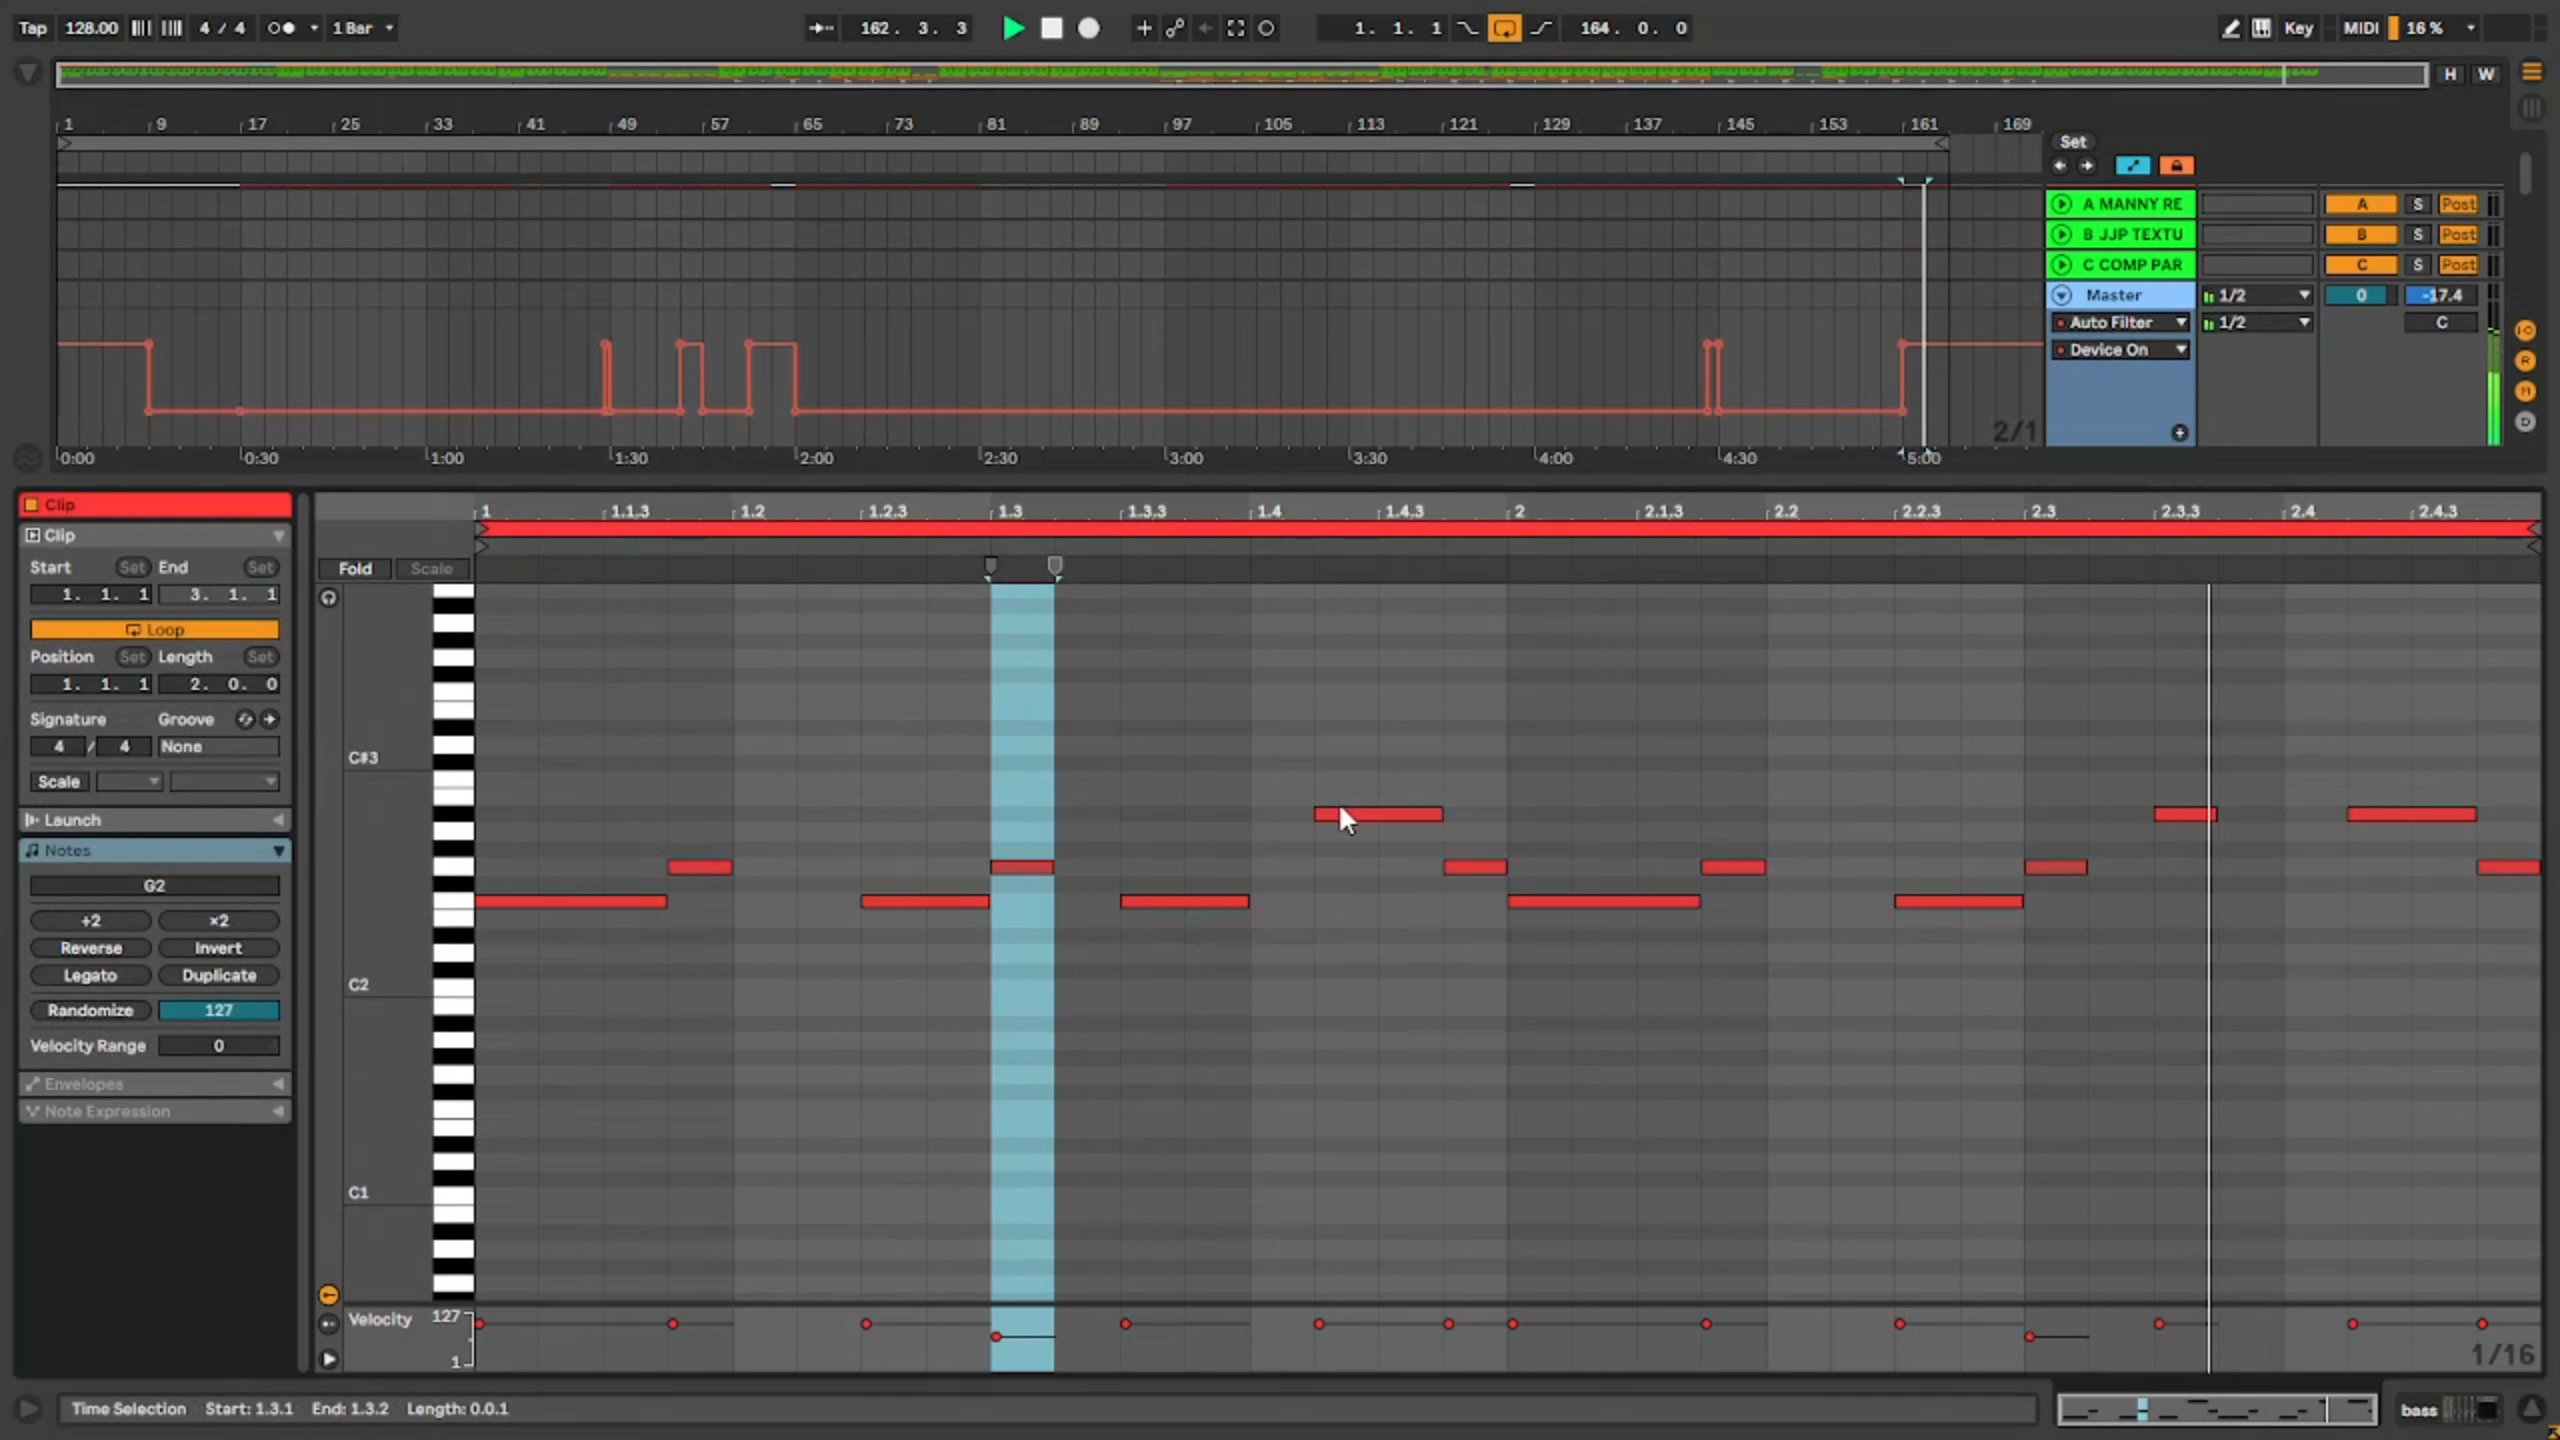 Tap 128.00 4 / 4 1 Bar 162. 3. 3 1. 1. 1 164. 0. 0 Key MIDI 16 %
H W
1 9 17 25 33 41 49 57 65 73 81 89 97 105 113 121 129 137 145 153 161 169
Set
A MANNY RE A S Post
B JJP TEXTU B S Post
C COMP PAR C S Post
Master 1/2 0 -17.4
Auto Filter 1/2 C
Device On
2/1
0:00 0:30 1:00 1:30 2:00 2:30 3:00 3:30 4:00 4:30 5:00
Clip
1 1.1.3 1.2 1.2.3 1.3 1.3.3 1.4 1.4.3 2 2.1.3 2.2 2.2.3 2.3 2.3.3 2.4 2.4.3
Clip
Start Set End Set
1. 1. 1 3. 1. 1
Fold Scale
Loop
Position Set Length Set
1. 1. 1 2. 0. 0
Signature Groove
4 / 4 None
Scale
C#3
Launch
Notes
G2
+2 ×2
Reverse Invert
Legato Duplicate
C2
Randomize 127
Velocity Range 0
Envelopes
Note Expression
C1
Velocity 127
1
1/16
Time Selection Start: 1.3.1 End: 1.3.2 Length: 0.0.1
bass